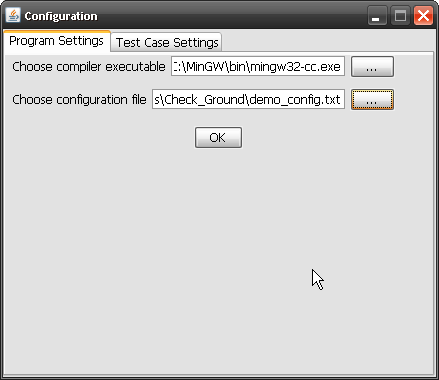 Configuration
Program Settings Test Case Settings
Choose compiler executable :\MinGW\bin\mingw32-cc.exe ...
Choose configuration file s\Check_Ground\demo_config.txt ...
OK